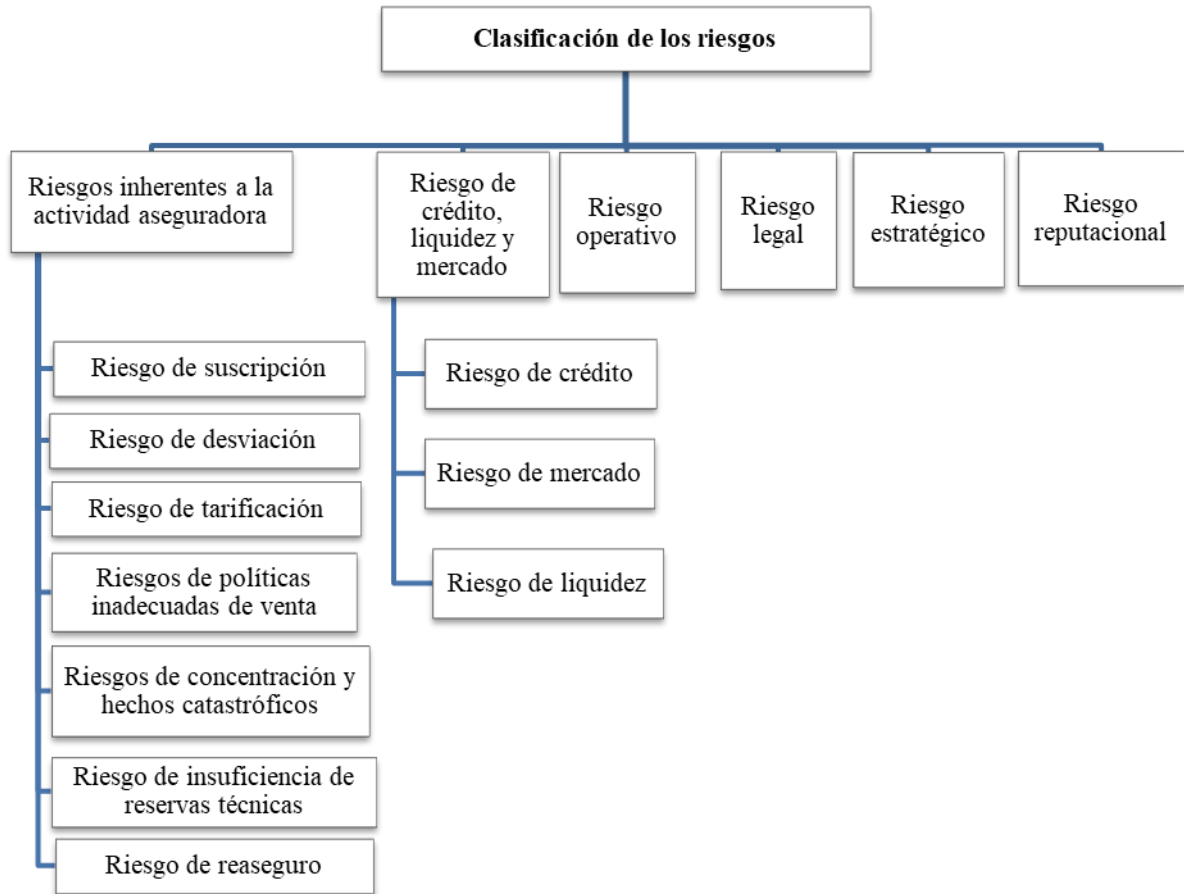 Clasificación de los riesgos
Riesgos inherentes a la
actividad aseguradora
Riesgo de
crédito,
liquidez y
mercado
Riesgo
operativo
Riesgo
legal
Riesgo
estratégico
Riesgo
reputacional
Riesgo de suscripción
Riesgo de desviación
Riesgo de tarificación
Riesgos de políticas
inadecuadas de venta
Riesgos de concentración y
hechos catastróficos
Riesgo de insuficiencia de
reservas técnicas
Riesgo de reaseguro
Riesgo de crédito
Riesgo de mercado
Riesgo de liquidez